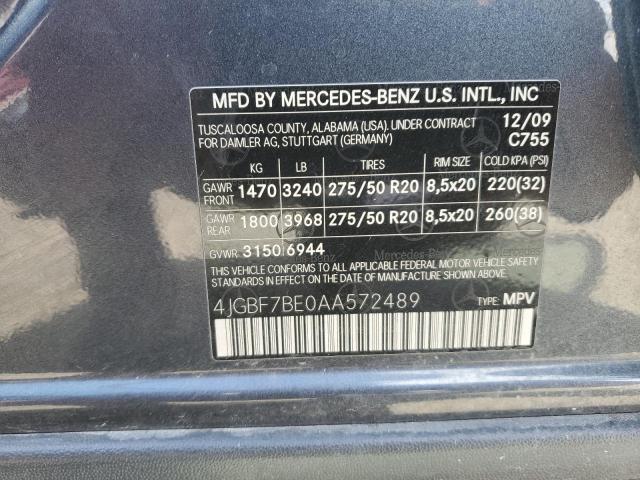 MFD BY MERCEDES-BENZ U.S. INTL., INC
TUSCALOOSA COUNTY, ALABAMA (USA). UNDER CONTRACT 12/09
FOR DAIMLER AG, STUTTGART (GERMANY) C755
KG LB TIRES RIM SIZE COLD KPA (PSI)
GAWR FRONT 1470 3240 275/50 R20 8,5x20 220(32)
GAWR REAR 1800 3968 275/50 R20 8,5x20 260(38)
GVWR 3150 6944
THIS VEHICLE CONFORMS TO ALL APPLICABLE FEDERAL MOTOR VEHICLE SAFETY
STANDARDS IN EFFECT ON THE DATE OF MANUFACTURE SHOWN ABOVE.
4JGBF7BE0AA572489 TYPE: MPV